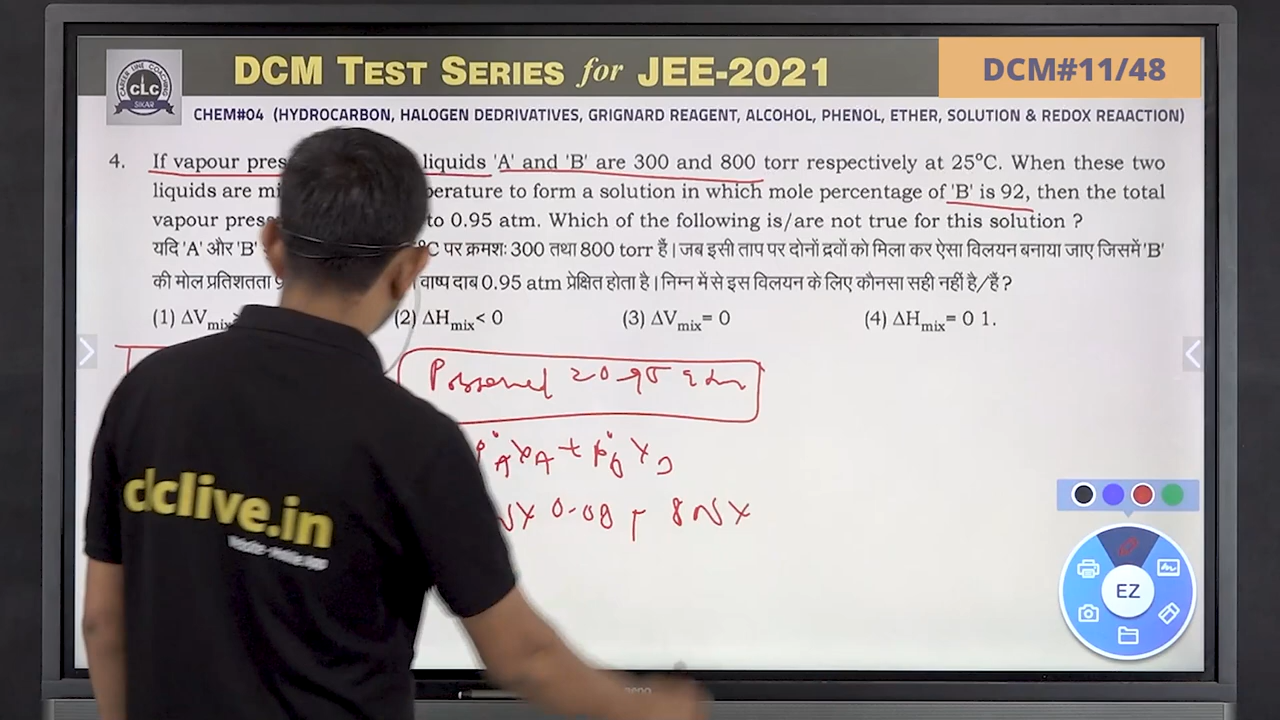 DCM TEST SERIES for JEE-2021
DCM#11/48
CLC
SIKAR
CHEM#04 (HYDROCARBON, HALOGEN DEDRIVATIVES, GRIGNARD REAGENT, ALCOHOL, PHENOL, ETHER, SOLUTION & REDOX REAACTION)
4. If vapour liquids 'A' and 'B' are 300 and 800 torr respectively at 25°C. When these two
liquids are to form a solution in which mole percentage of 'B' is 92, then the total
vapour to 0.95 atm. Which of the following is/are not true for this solution ?
यदि 'A' और 'B' पर क्रमशः 300 तथा 800 torr हैं। जब इसी ताप पर दोनों द्रवों को मिला कर ऐसा विलयन बनाया जाए जिसमें 'B'
की मोल प्रतिशतता वाष्प दाब 0.95 atm प्रेक्षित होता है। निम्न में से इस विलयन के लिए कौनसा सही नहीं है/हैं?
(1) ΔVmix (2) ΔHmix< 0 (3) ΔVmix= 0 (4) ΔHmix= 0 1.
P°A XA + P°B X
X 0.08 + 80 X
clclive.in
EZ